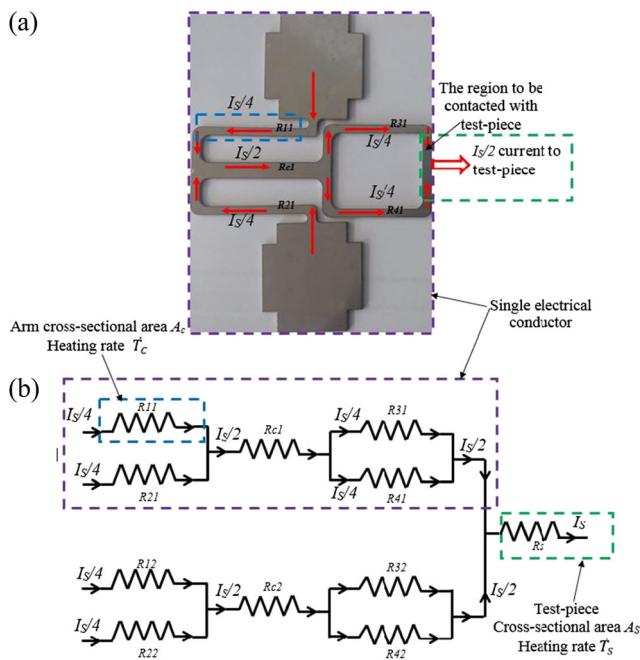 (a)
Is/4
R11
R31
The region to be
contacted with
test-piece
Is/2
Is/4
Rc1
Is/2 current to
test-piece
Is/4
R21
R41
Is/4
Single electrical
conductor
Arm cross-sectional area Ac
Heating rate ṪC
(b)
Is/4
R11
Is/2
Rc1
Is/4
R31
Is/2
Is/4
R21
Is/4
R41
Rs
Is
Is/4
R12
Is/2
Rc2
R32
Is/2
Is/4
R22
R42
Test-piece
Cross-sectional area AS
Heating rate ṪS